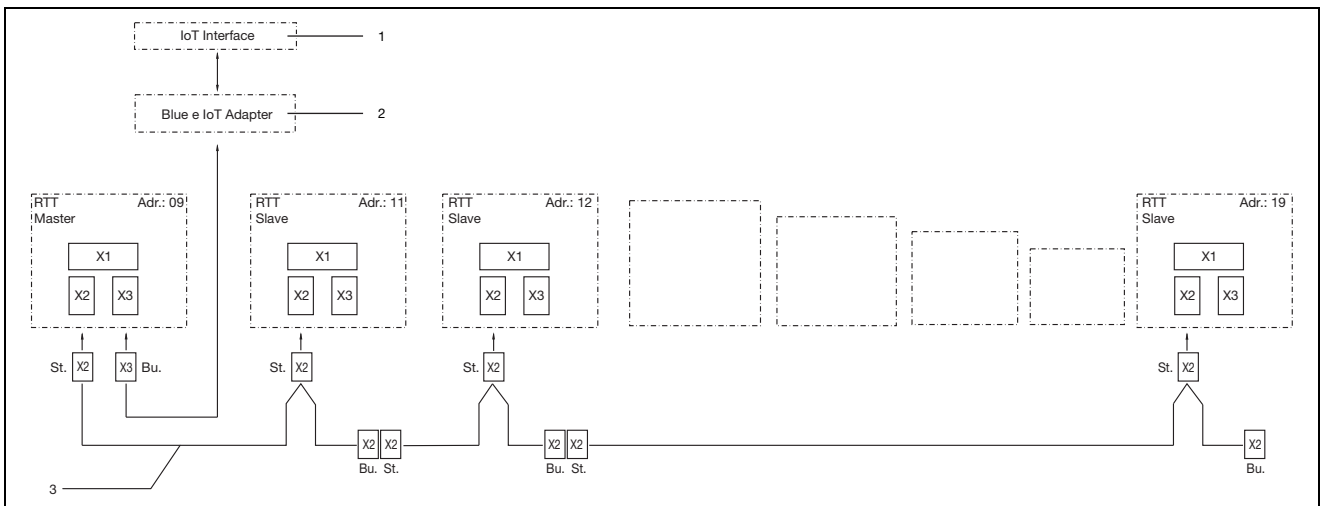 IoT Interface
1
Blue e IoT Adapter
2
RTT Adr.: 09
Master
X1
X2 X3
RTT Adr.: 11
Slave
X1
X2 X3
RTT Adr.: 12
Slave
X1
X2 X3
RTT Adr.: 19
Slave
X1
X2 X3
St. X2 X3 Bu.
St. X2
St. X2
St. X2
X2 X2
Bu. St.
X2 X2
Bu. St.
X2
Bu.
3